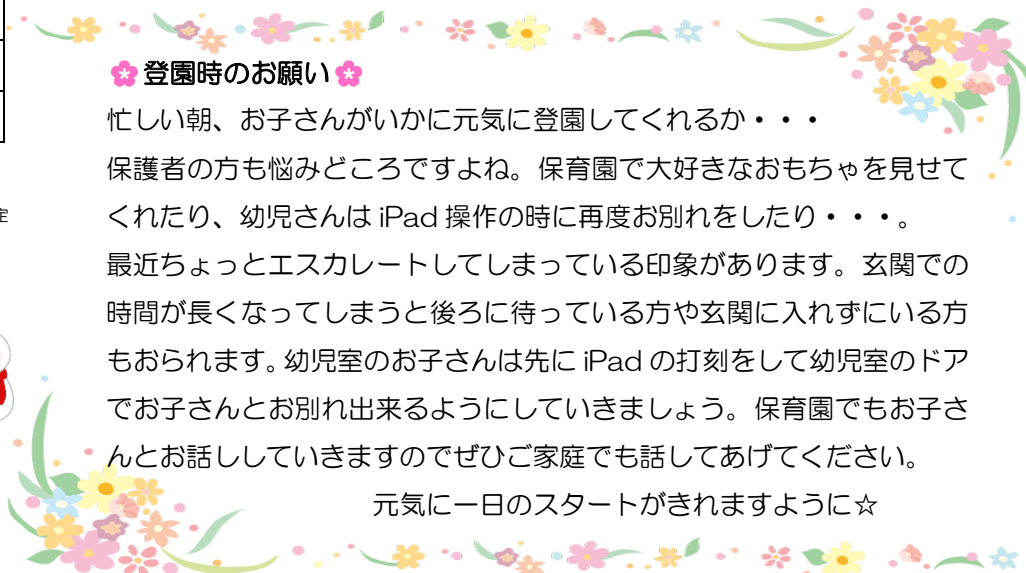 登園時のお願い
忙しい朝、お子さんがいかに元気に登園してくれるか・・・
保護者の方も悩みどころですよね。保育園で大好きなおもちゃを見せて
くれたり、幼児さんは iPad 操作の時に再度お別れをしたり・・・。
最近ちょっとエスカレートしてしまっている印象があります。玄関での
時間が長くなってしまうと後ろに待っている方や玄関に入れずにいる方
もおられます。幼児室のお子さんは先に iPad の打刻をして幼児室のドア
でお子さんとお別れ出来るようにしていきましょう。保育園でもお子さ
んとお話ししていきますのでぜひご家庭でも話してあげてください。
元気に一日のスタートがきれますように☆